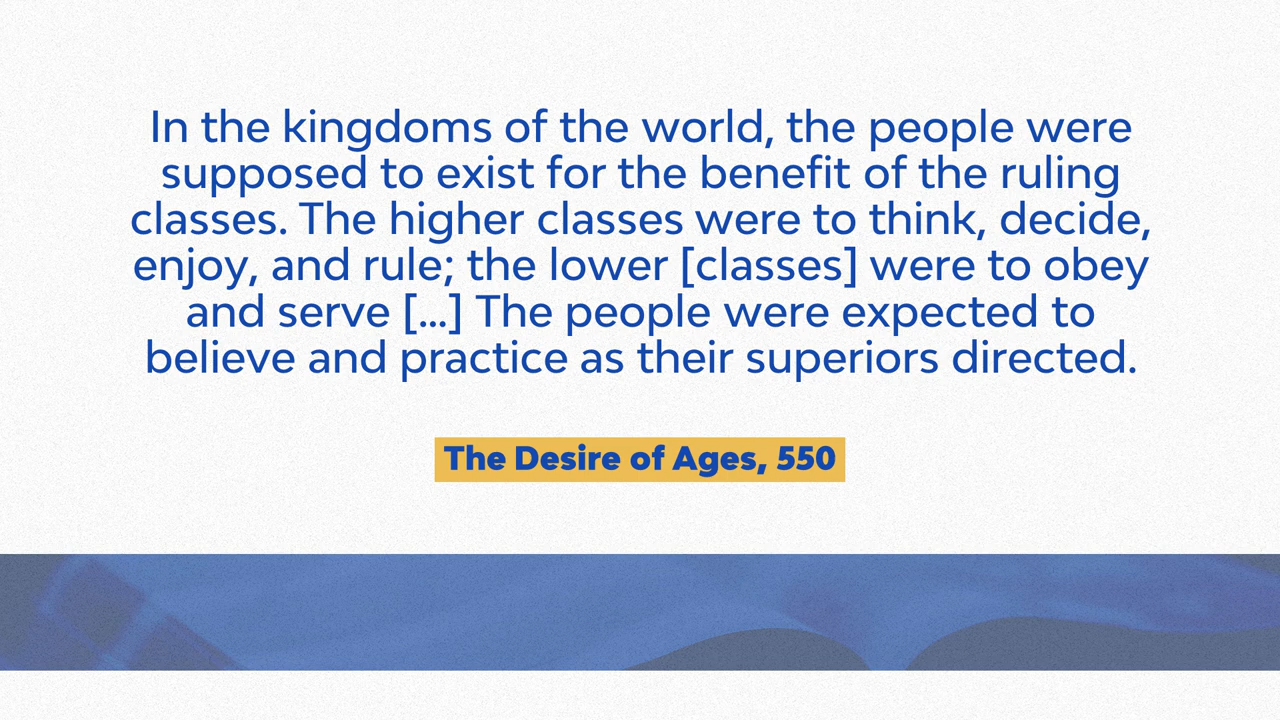 In the kingdoms of the world, the people were
supposed to exist for the benefit of the ruling
classes. The higher classes were to think, decide,
enjoy, and rule; the lower [classes] were to obey
and serve [...] The people were expected to
believe and practice as their superiors directed.
The Desire of Ages, 550